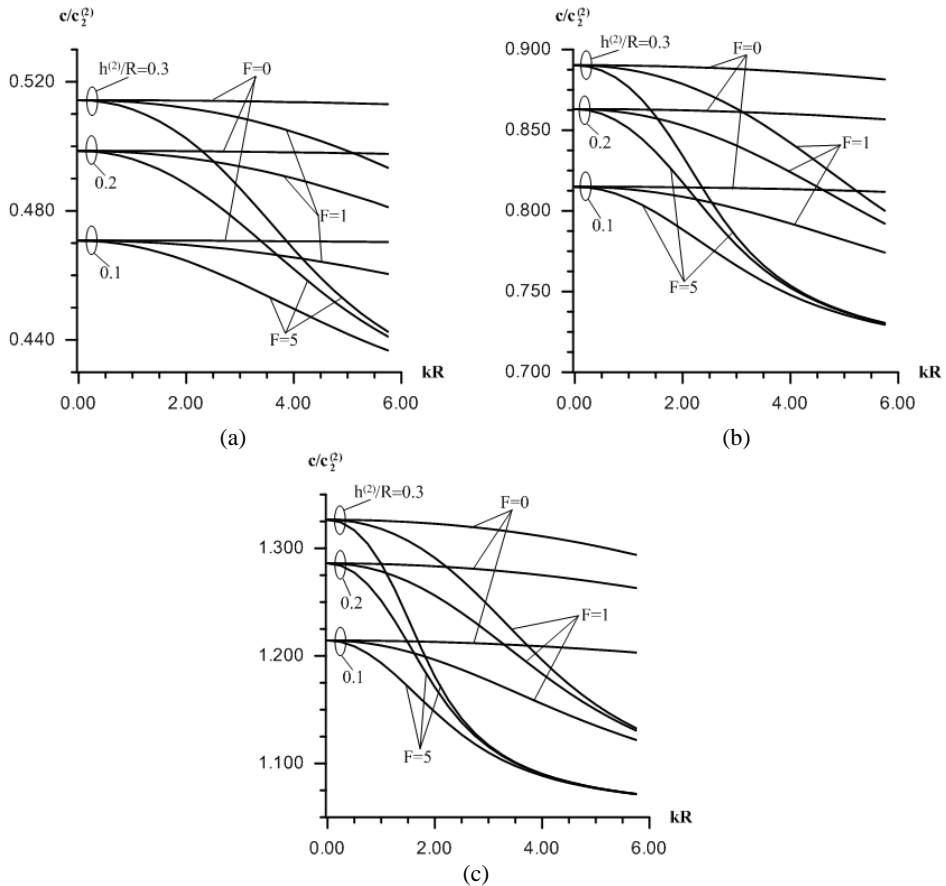 c/c₂⁽²⁾
0.520
0.480
0.440
h⁽²⁾/R=0.3
0.2
0.1
F=0
F=1
F=5
0.00 2.00 4.00 6.00
kR
(a)
c/c₂⁽²⁾
0.900
0.850
0.800
0.750
0.700
h⁽²⁾/R=0.3
0.2
0.1
F=0
F=1
F=5
0.00 2.00 4.00 6.00
kR
(b)
c/c₂⁽²⁾
1.300
1.200
1.100
h⁽²⁾/R=0.3
0.2
0.1
F=0
F=1
F=5
kR
0.00 2.00 4.00 6.00
(c)